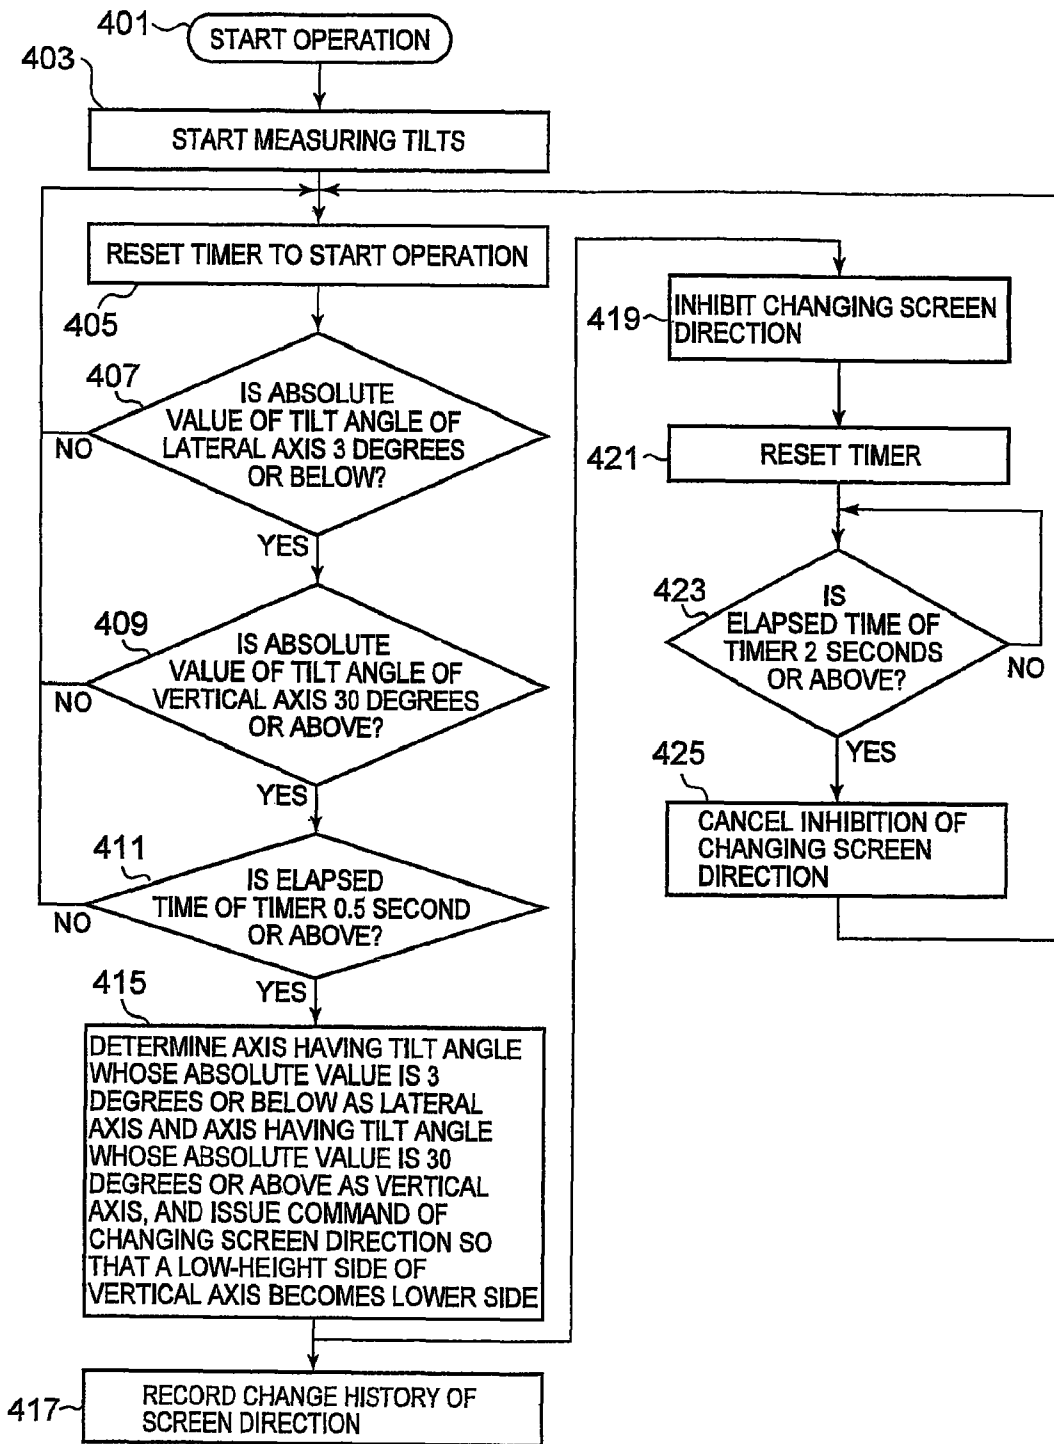 401
START OPERATION
403
START MEASURING TILTS
RESET TIMER TO START OPERATION
405
407
IS ABSOLUTE
VALUE OF TILT ANGLE OF
LATERAL AXIS 3 DEGREES
OR BELOW?
NO
YES
409
IS ABSOLUTE
VALUE OF TILT ANGLE OF
VERTICAL AXIS 30 DEGREES
OR ABOVE?
NO
YES
411
IS ELAPSED
TIME OF TIMER 0.5 SECOND
OR ABOVE?
NO
YES
415
DETERMINE AXIS HAVING TILT ANGLE
WHOSE ABSOLUTE VALUE IS 3
DEGREES OR BELOW AS LATERAL
AXIS AND AXIS HAVING TILT ANGLE
WHOSE ABSOLUTE VALUE IS 30
DEGREES OR ABOVE AS VERTICAL
AXIS, AND ISSUE COMMAND OF
CHANGING SCREEN DIRECTION SO
THAT A LOW-HEIGHT SIDE OF
VERTICAL AXIS BECOMES LOWER SIDE
417
RECORD CHANGE HISTORY OF
SCREEN DIRECTION
419
INHIBIT CHANGING SCREEN
DIRECTION
421
RESET TIMER
423
IS
ELAPSED TIME OF
TIMER 2 SECONDS
OR ABOVE?
NO
YES
425
CANCEL INHIBITION OF
CHANGING SCREEN
DIRECTION